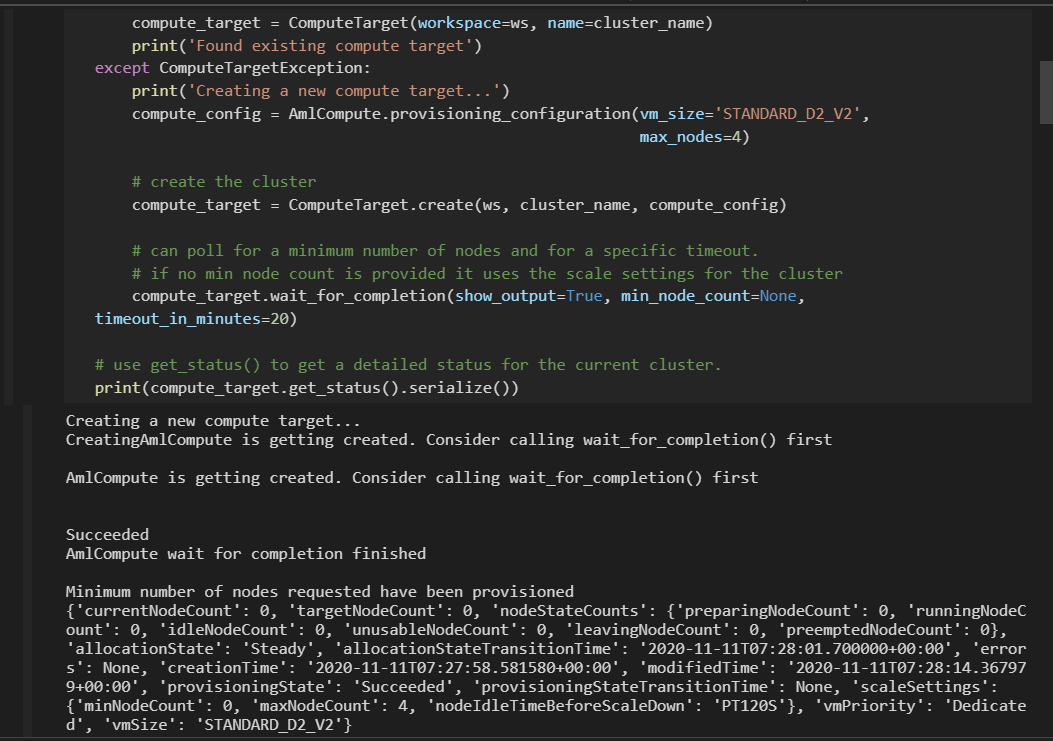 compute_target = ComputeTarget(workspace=ws, name=cluster_name)
print('Found existing compute target')
except ComputeTargetException:
print('Creating a new compute target...')
compute_config = AmlCompute.provisioning_configuration(vm_size='STANDARD_D2_V2',
max_nodes=4)
# create the cluster
compute_target = ComputeTarget.create(ws, cluster_name, compute_config)
# can poll for a minimum number of nodes and for a specific timeout.
# if no min node count is provided it uses the scale settings for the cluster
compute_target.wait_for_completion(show_output=True, min_node_count=None,
timeout_in_minutes=20)
# use get_status() to get a detailed status for the current cluster.
print(compute_target.get_status().serialize())
Creating a new compute target...
CreatingAmlCompute is getting created. Consider calling wait_for_completion() first
AmlCompute is getting created. Consider calling wait_for_completion() first
Succeeded
AmlCompute wait for completion finished
Minimum number of nodes requested have been provisioned
{'currentNodeCount': 0, 'targetNodeCount': 0, 'nodeStateCounts': {'preparingNodeCount': 0, 'runningNodeC
ount': 0, 'idleNodeCount': 0, 'unusableNodeCount': 0, 'leavingNodeCount': 0, 'preemptedNodeCount': 0},
'allocationState': 'Steady', 'allocationStateTransitionTime': '2020-11-11T07:28:01.700000+00:00', 'error
s': None, 'creationTime': '2020-11-11T07:27:58.581580+00:00', 'modifiedTime': '2020-11-11T07:28:14.36797
9+00:00', 'provisioningState': 'Succeeded', 'provisioningStateTransitionTime': None, 'scaleSettings':
{'minNodeCount': 0, 'maxNodeCount': 4, 'nodeIdleTimeBeforeScaleDown': 'PT120S'}, 'vmPriority': 'Dedicate
d', 'vmSize': 'STANDARD_D2_V2'}